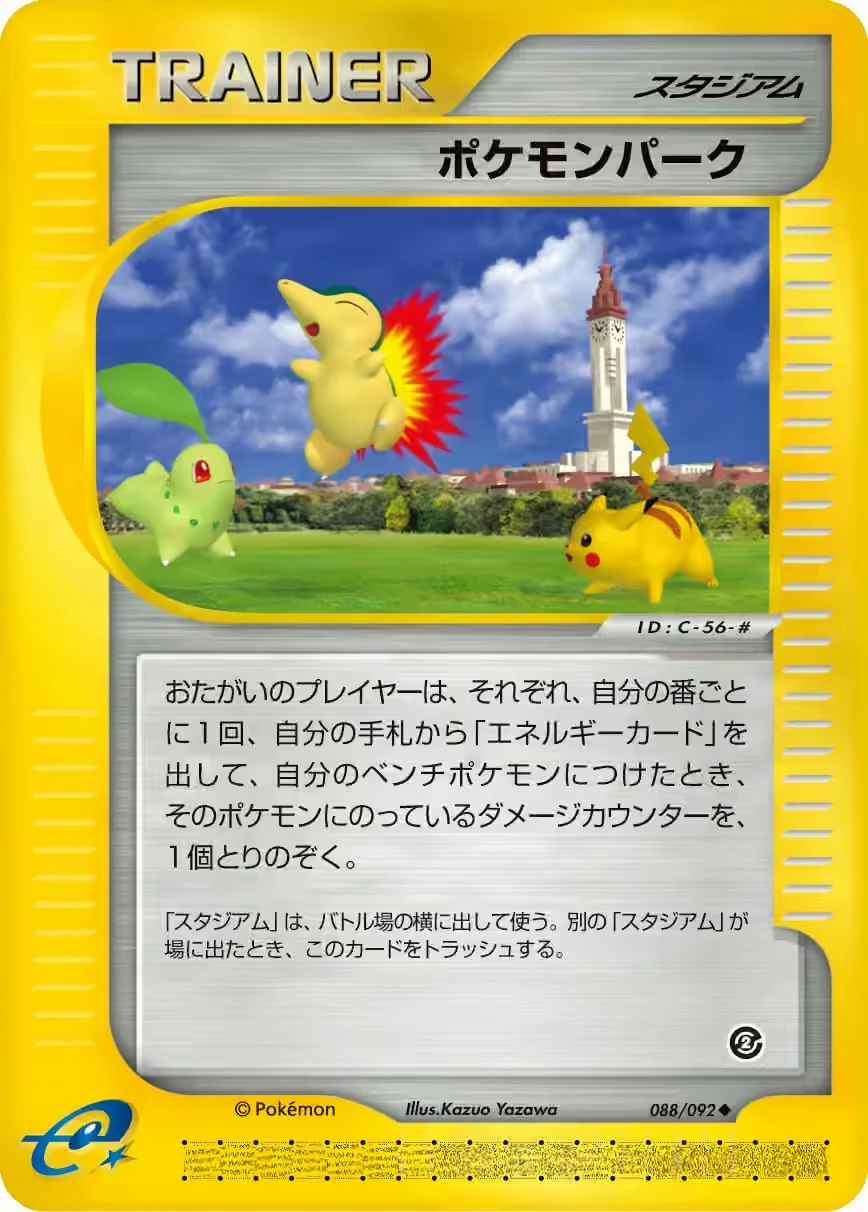 TRAINER
スタジアム
ポケモンパーク
ID : C-56-#
おたがいのプレイヤーは、それぞれ、自分の番ごと
に1回、自分の手札から「エネルギーカード」を
出して、自分のベンチポケモンにつけたとき、
そのポケモンにのっているダメージカウンターを、
1個とりのぞく。
「スタジアム」は、バトル場の横に出して使う。別の「スタジアム」が
場に出たとき、このカードをトラッシュする。
2
© Pokémon
Illus.Kazuo Yazawa
088/092◆
e